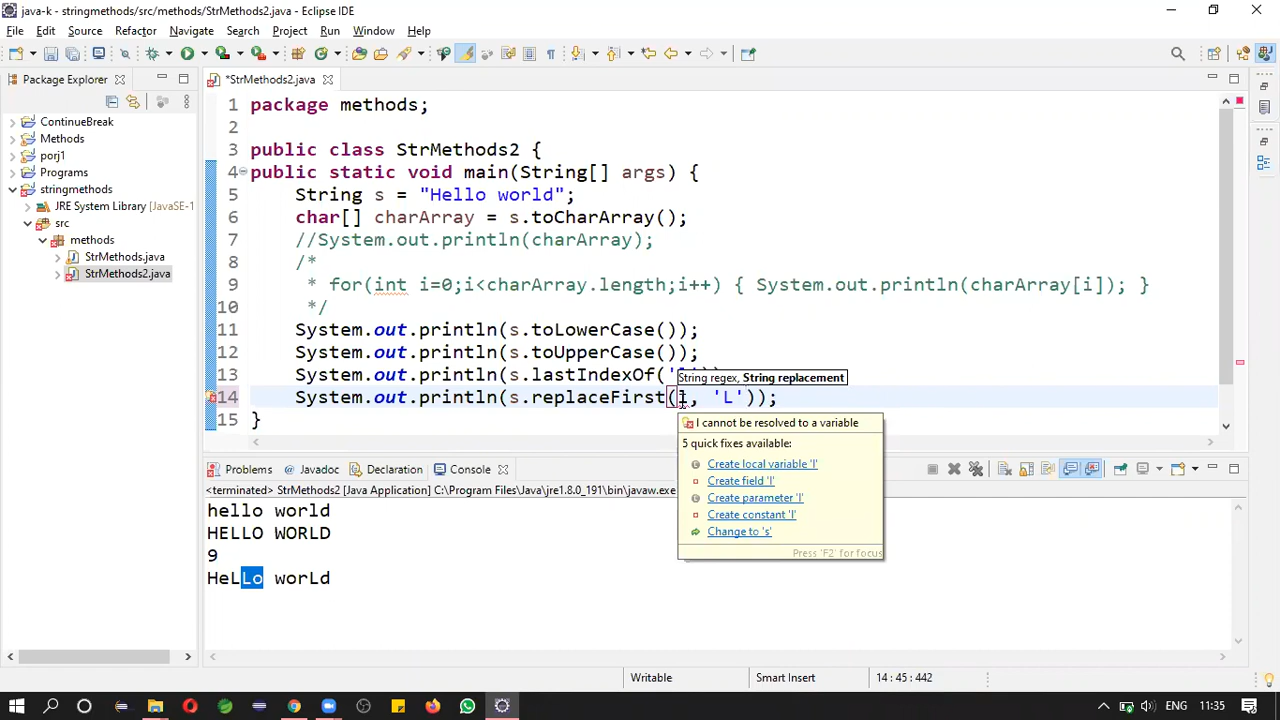 java-k - stringmethods/src/methods/StrMethods2.java - Eclipse IDE
File Edit Source Refactor Navigate Search Project Run Window Help
Package Explorer
*StrMethods2.java
ContinueBreak
Methods
porj1
Programs
stringmethods
JRE System Library [JavaSE-1
src
methods
StrMethods.java
StrMethods2.java
1 package methods;
2
3 public class StrMethods2 {
4 public static void main(String[] args) {
5 String s = "Hello world";
6 char[] charArray = s.toCharArray();
7 //System.out.println(charArray);
8 /*
9 * for(int i=0;i<charArray.length;i++) { System.out.println(charArray[i]); }
10 */
11 System.out.println(s.toLowerCase());
12 System.out.println(s.toUpperCase());
13 System.out.println(s.lastIndexOf(
String regex, String replacement
14 System.out.println(s.replaceFirst(l, 'L'));
15 }
l cannot be resolved to a variable
5 quick fixes available:
Create local variable 'l'
Create field 'l'
Create parameter 'l'
Create constant 'l'
Change to 's'
Press 'F2' for focus
Problems Javadoc Declaration Console
<terminated> StrMethods2 [Java Application] C:\Program Files\Java\jre1.8.0_191\bin\javaw.exe
hello world
HELLO WORLD
9
HeLLo worLd
Writable Smart Insert 14 : 45 : 442
11:35